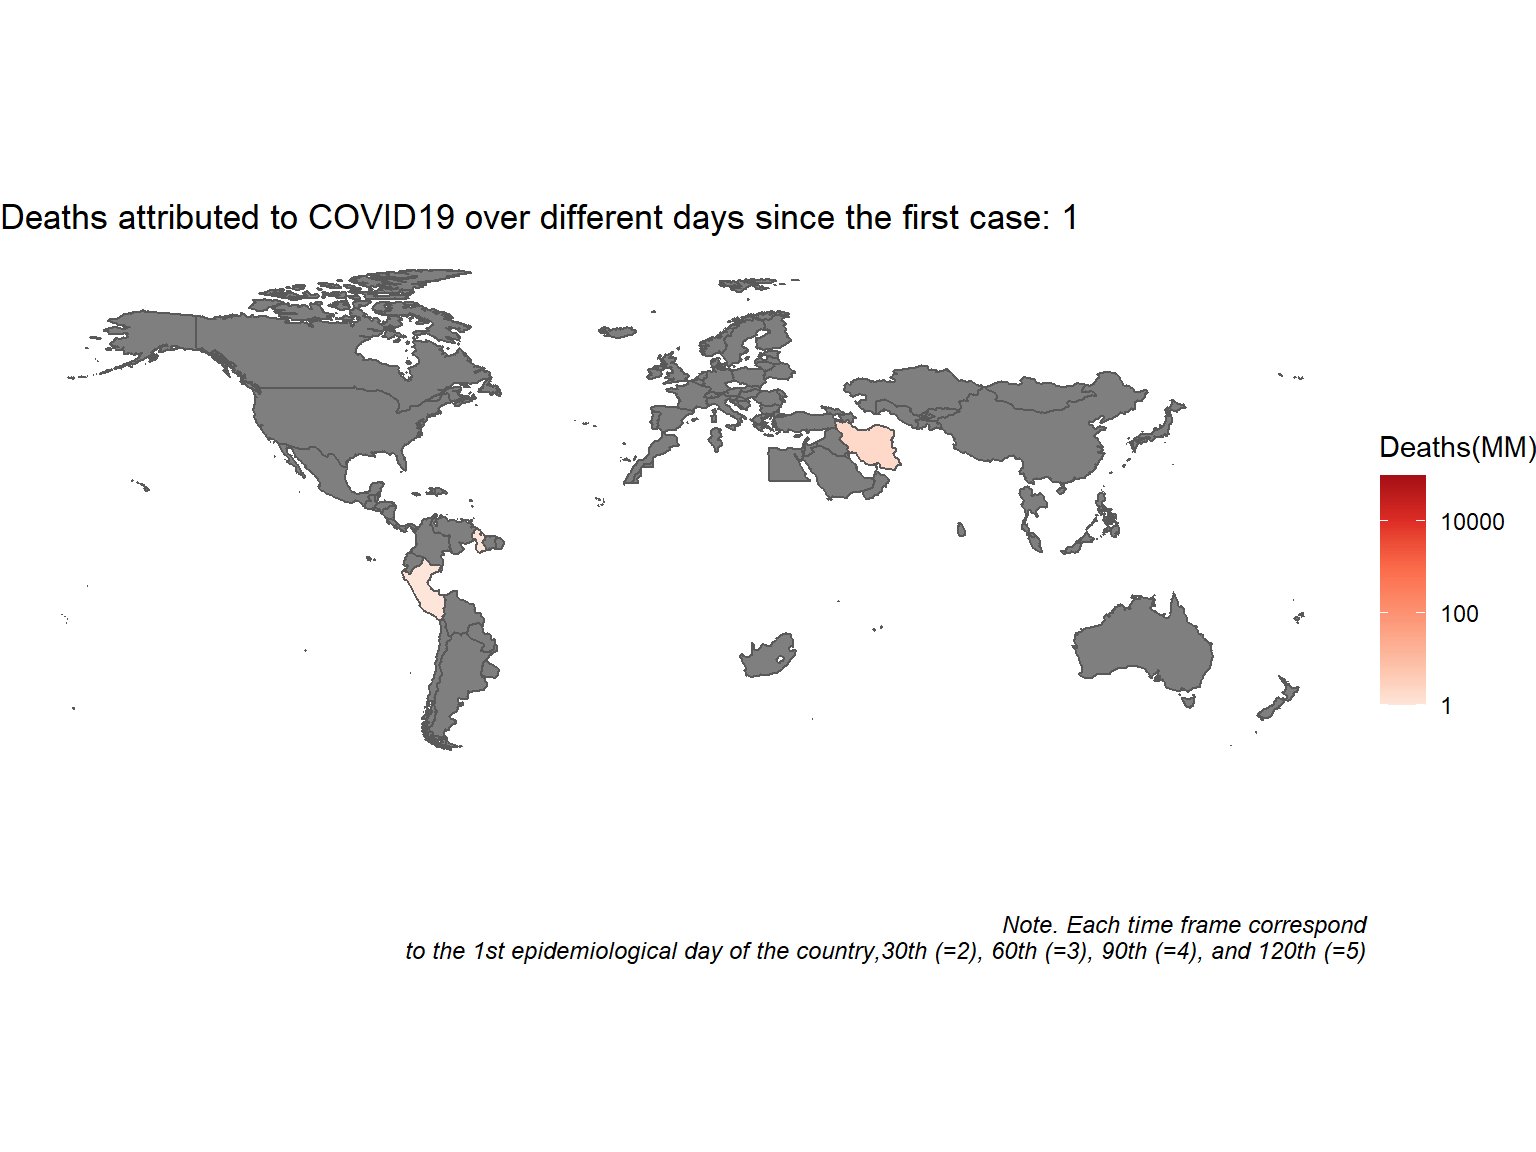 Deaths attributed to COVID19 over different days since the first case: 1
Deaths(MM)
10000
100
1
Note. Each time frame correspond
to the 1st epidemiological day of the country,30th (=2), 60th (=3), 90th (=4), and 120th (=5)